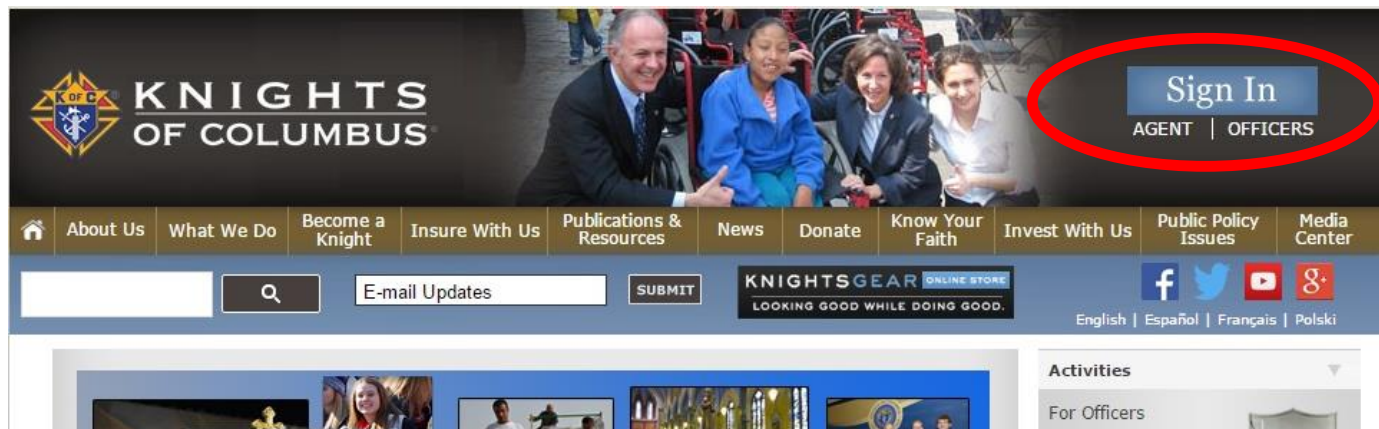 K OF C
KNIGHTS
OF COLUMBUS
Sign In
AGENT | OFFICERS
About Us
What We Do
Become a
Knight
Insure With Us
Publications &
Resources
News
Donate
Know Your
Faith
Invest With Us
Public Policy
Issues
Media
Center
E-mail Updates
SUBMIT
KNIGHTSGEAR ONLINE STORE
LOOKING GOOD WHILE DOING GOOD.
English | Español | Français | Polski
Activities
For Officers